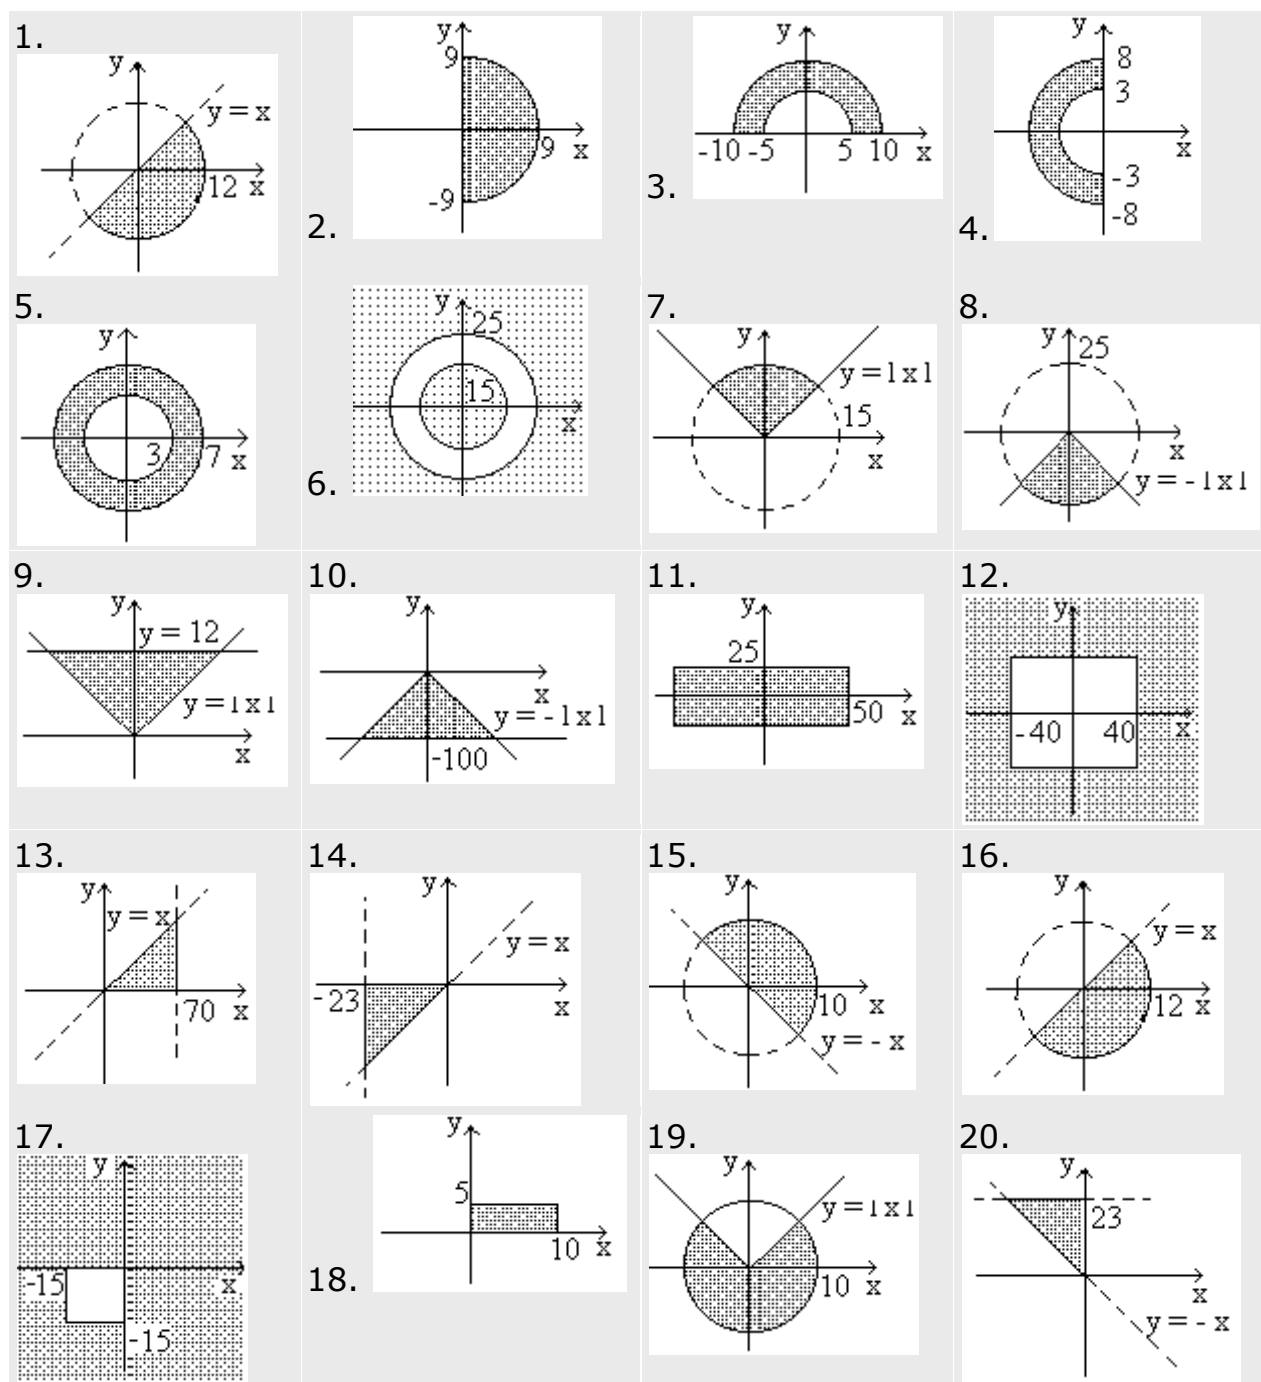 1.
y
y = x
12 x
2.
y
9
9 x
-9
3.
y
-10 -5 5 10 x
4.
y
8
3
x
-3
-8
5.
y
3 7 x
6.
y
25
15
x
7.
y
y = l x l
15
x
8.
y
25
x
y = - l x l
9.
y
y = 12
y = l x l
x
10.
y
x
y = - l x l
-100
11.
y
25
50 x
12.
y
-40 40 x
13.
y
y = x
70 x
14.
y
y = x
-23
x
15.
y
10 x
y = - x
16.
y
y = x
12 x
17.
y
-15
x
-15
18.
y
5
10 x
19.
y
y = l x l
10 x
20.
y
23
x
y = - x